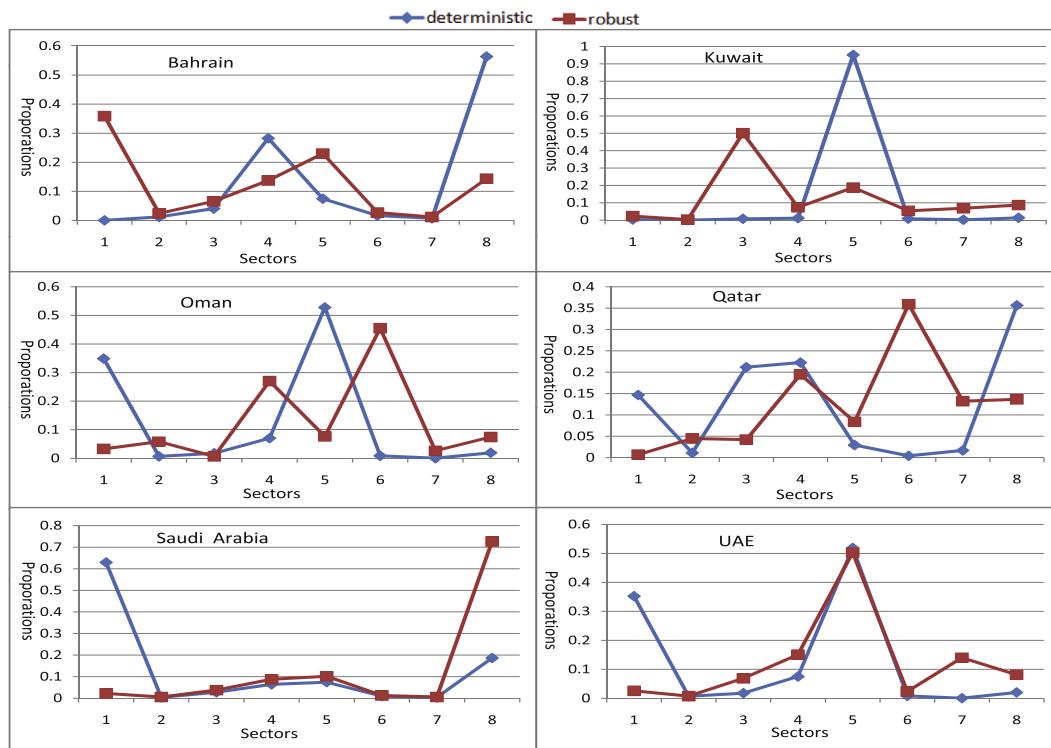 deterministic robust
Bahrain
Proporations
0.6
0.5
0.4
0.3
0.2
0.1
0
1 2 3 4 5 6 7 8
Sectors
Kuwait
Proporations
1
0.9
0.8
0.7
0.6
0.5
0.4
0.3
0.2
0.1
0
1 2 3 4 5 6 7 8
Sectors
Oman
Proporations
0.6
0.5
0.4
0.3
0.2
0.1
0
1 2 3 4 5 6 7 8
Sectors
Qatar
Proporations
0.4
0.35
0.3
0.25
0.2
0.15
0.1
0.05
0
1 2 3 4 5 6 7 8
Sectors
Saudi Arabia
Proporations
0.8
0.7
0.6
0.5
0.4
0.3
0.2
0.1
0
1 2 3 4 5 6 7 8
Sectors
UAE
Proporations
0.6
0.5
0.4
0.3
0.2
0.1
0
1 2 3 4 5 6 7 8
Sectors